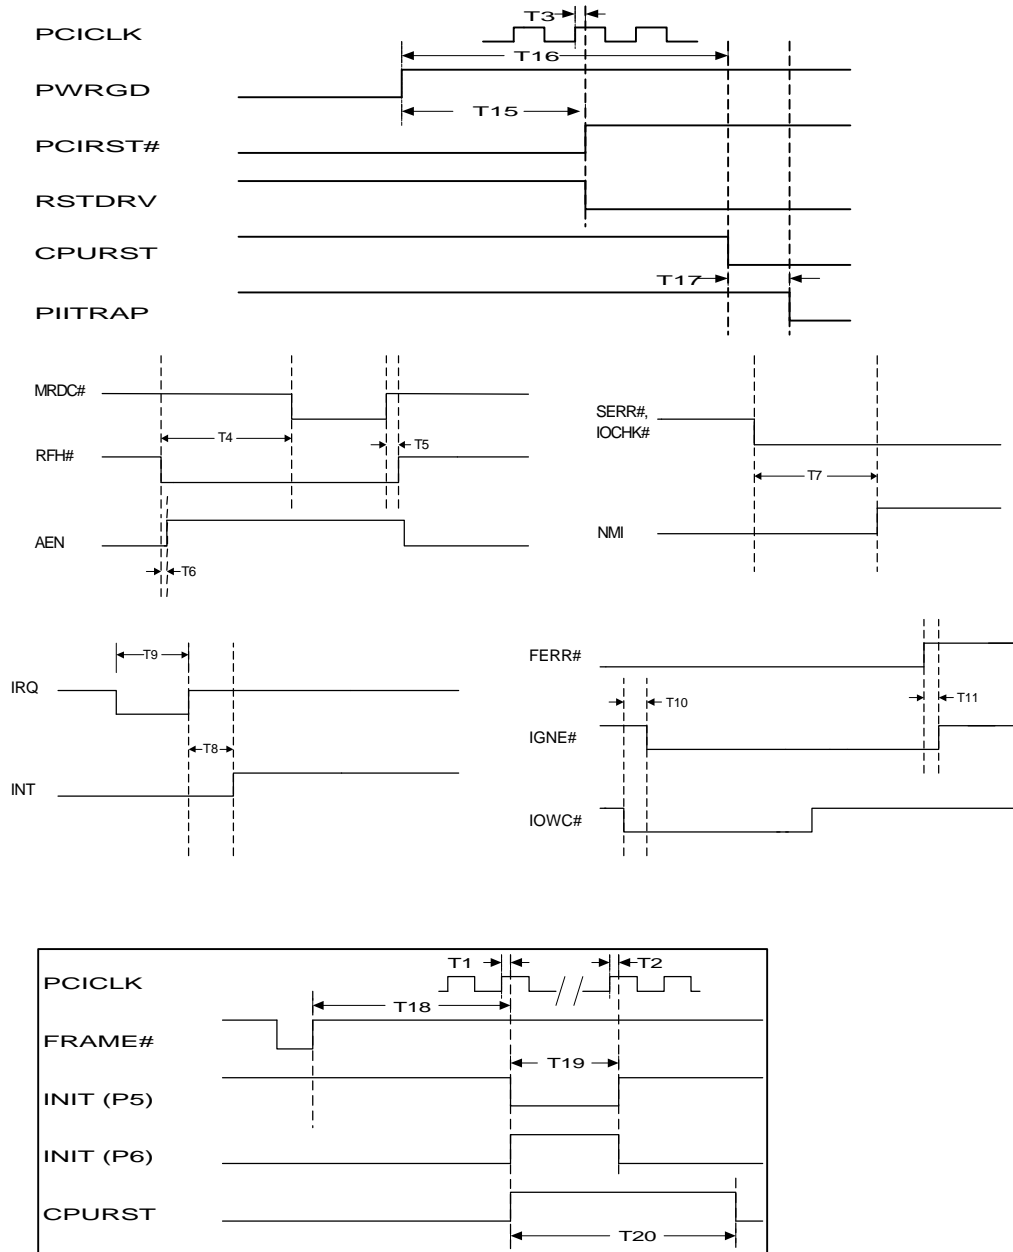 T3
PCICLK
T16
PWRGD
T15
PCIRST#
RSTDRV
CPURST
T17
PIITRAP
MRDC#
T4
T5
RFH#
AEN
T6
SERR#,
IOCHK#
T7
NMI
T9
IRQ
T8
INT
FERR#
T10
T11
IGNE#
IOWC#
T1
T2
PCICLK
T18
FRAME#
T19
INIT (P5)
INIT (P6)
CPURST
T20